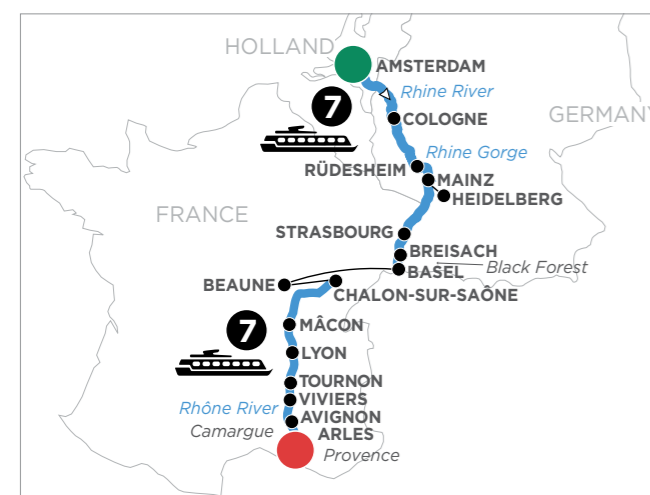 HOLLAND
AMSTERDAM
Rhine River
7
COLOGNE
GERMANY
Rhine Gorge
RÜDESHEIM
MAINZ
HEIDELBERG
FRANCE
STRASBOURG
BREISACH
Black Forest
BASEL
BEAUNE
CHALON-SUR-SAÔNE
7
MÂCON
LYON
TOURNON
VIVIERS
Rhône River
AVIGNON
Camargue
ARLES
Provence